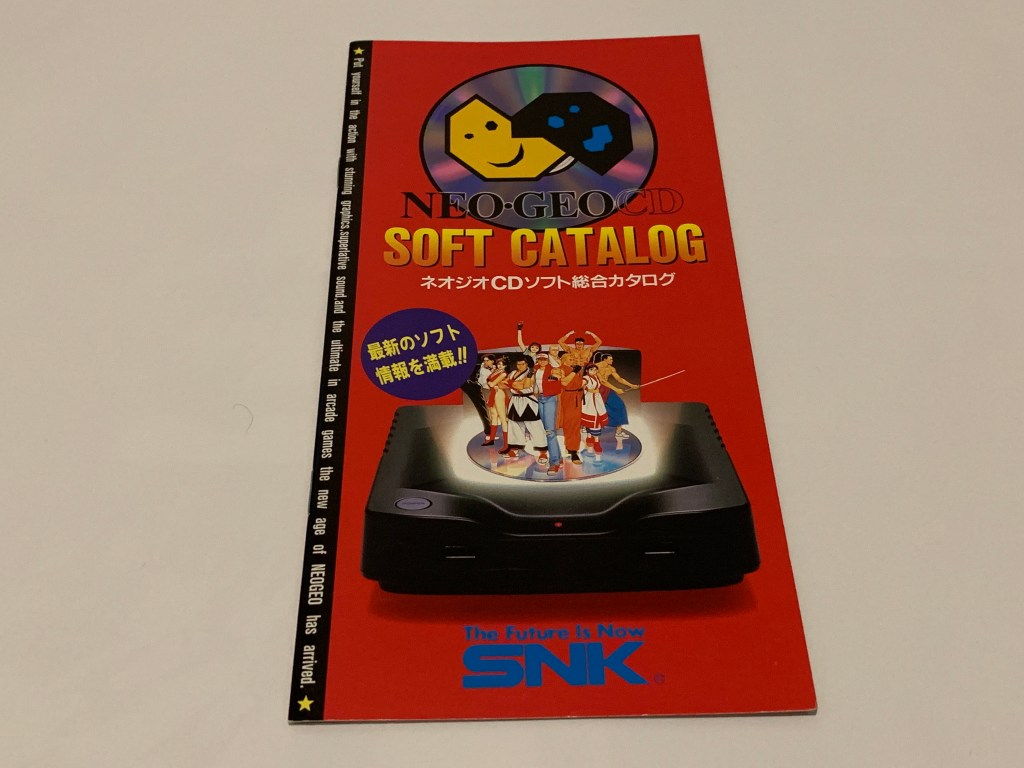 ★ Put yourself in the action with stunning graphics,superlative sound,and the ultimate in arcade games the new age of NEOGEO has arrived. ★
NEO·GEO CD
SOFT CATALOG
ネオジオCDソフト総合カタログ
最新のソフト
情報を満載!!
The Future Is Now
SNK